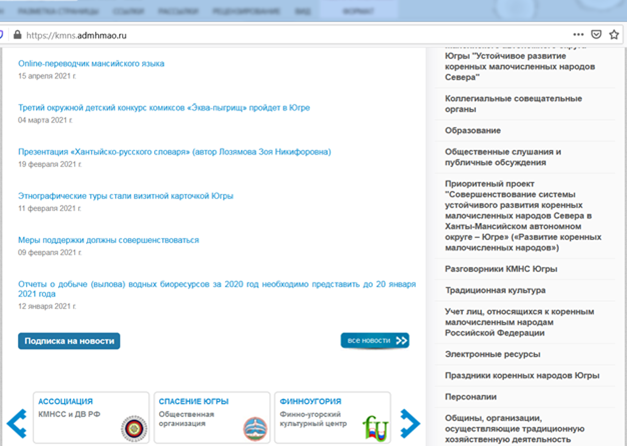 РАЗМЕТКА СТРАНИЦЫ ССЫЛКИ РАССЫЛКИ РЕЦЕНЗИРОВАНИЕ ВИД ФОРМАТ
https://kmns.admhmao.ru
Online-переводчик мансийского языка
15 апреля 2021 г.
Третий окружной детский конкурс комиксов «Э́ква-пыгрищ» пройдет в Югре
04 марта 2021 г.
Презентация «Хантыйско-русского словаря» (автор Лозямова Зоя Никифоровна)
19 февраля 2021 г.
Этнографические туры стали визитной карточкой Югры
11 февраля 2021 г.
Меры поддержки должны совершенствоваться
09 февраля 2021 г.
Отчеты о добыче (вылова) водных биоресурсов за 2020 год необходимо представить до 20 января
2021 года
12 января 2021 г.
Подписка на новости
все новости
АССОЦИАЦИЯ
КМНСС и ДВ РФ
СПАСЕНИЕ ЮГРЫ
Общественная
организация
ФИННОУГОРИЯ
Финно-угорский
культурный центр
fu
Югры "Устойчивое развитие
коренных малочисленных народов
Севера"
Коллегиальные совещательные
органы
Образование
Общественные слушания и
публичные обсуждения
Приоритеный проект
"Совершенствование системы
устойчивого развития коренных
малочисленных народов Севера в
Ханты-Мансийском автономном
округе – Югре» («Развитие коренных
малочисленных народов»)
Разговорники КМНС Югры
Традиционная культура
Учет лиц, относящихся к коренным
малочисленным народам
Российской Федерации
Электронные ресурсы
Праздники коренных народов Югры
Персоналии
Общины, организации,
осуществляющие традиционную
хозяйственную деятельность